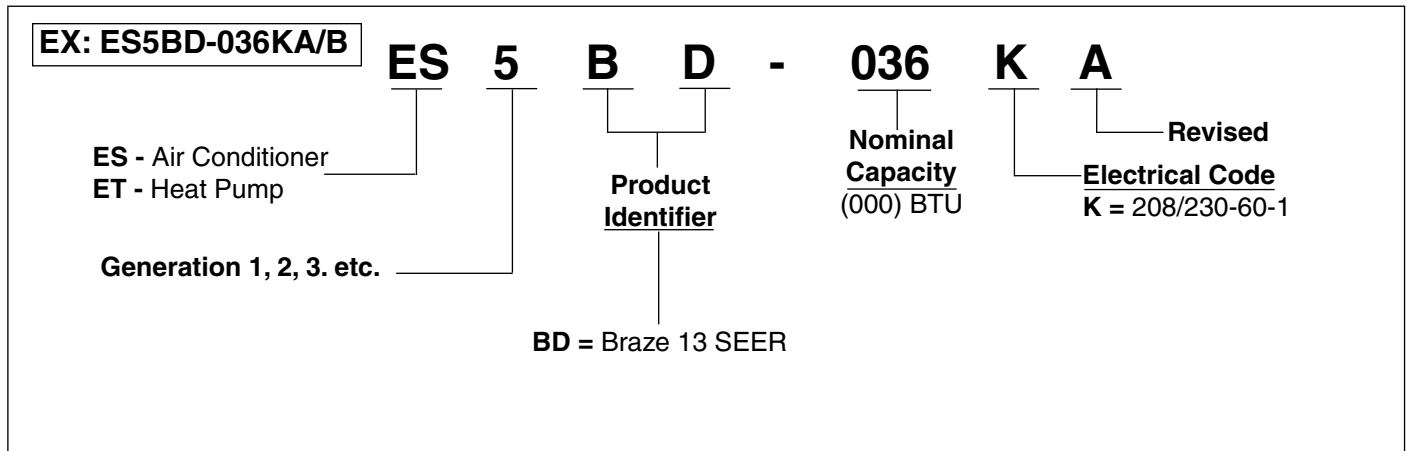 EX: ES5BD-036KA/B
ES 5 B D - 036 K A
ES - Air Conditioner
ET - Heat Pump
Generation 1, 2, 3. etc.
Product
Identifier
BD = Braze 13 SEER
Nominal
Capacity
(000) BTU
Revised
Electrical Code
K = 208/230-60-1